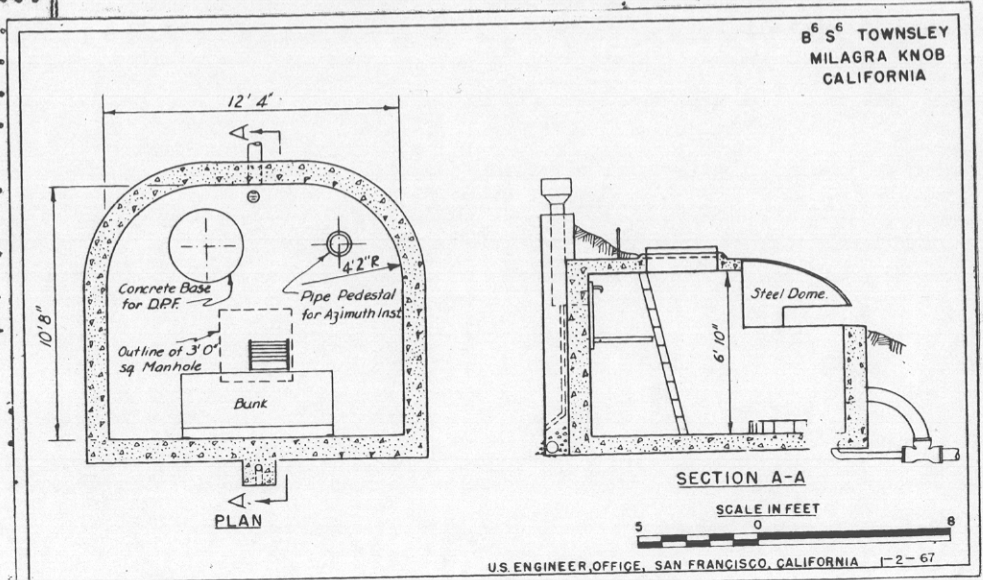 B⁶ S⁶ TOWNSLEY
MILAGRA KNOB
CALIFORNIA
12' 4"
A
Concrete Base
for D.P.F.
4'2"R
Pipe Pedestal
for Azimuth Inst
10'8"
Outline of 3'0"
sq Manhole
Bunk
A
PLAN
Steel Dome
6' 10"
SECTION A-A
SCALE IN FEET
5 0 8
U.S. ENGINEER, OFFICE, SAN FRANCISCO, CALIFORNIA 1-2-67